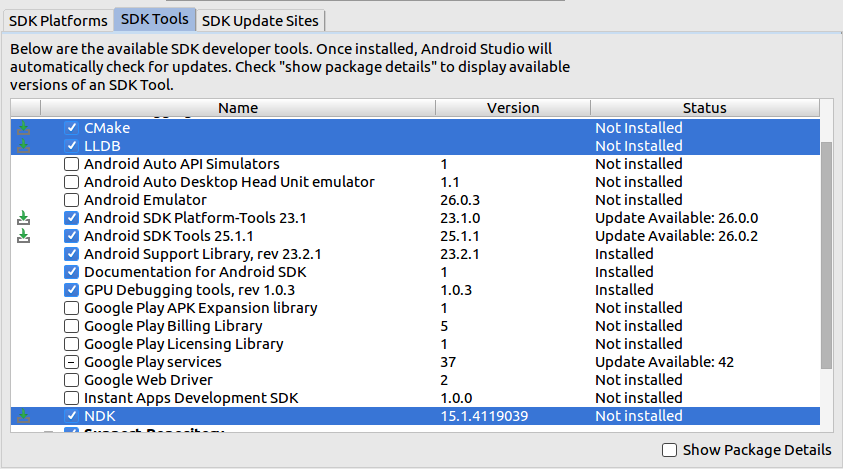 SDK Platforms SDK Tools SDK Update Sites
Below are the available SDK developer tools. Once installed, Android Studio will
automatically check for updates. Check "show package details" to display available
versions of an SDK Tool.
Name Version Status
CMake Not Installed
LLDB Not Installed
Android Auto API Simulators 1 Not installed
Android Auto Desktop Head Unit emulator 1.1 Not installed
Android Emulator 26.0.3 Not installed
Android SDK Platform-Tools 23.1 23.1.0 Update Available: 26.0.0
Android SDK Tools 25.1.1 25.1.1 Update Available: 26.0.2
Android Support Library, rev 23.2.1 23.2.1 Installed
Documentation for Android SDK 1 Installed
GPU Debugging tools, rev 1.0.3 1.0.3 Installed
Google Play APK Expansion library 1 Not installed
Google Play Billing Library 5 Not installed
Google Play Licensing Library 1 Not installed
Google Play services 37 Update Available: 42
Google Web Driver 2 Not installed
Instant Apps Development SDK 1.0.0 Not installed
NDK 15.1.4119039 Not installed
Support Repository
Show Package Details